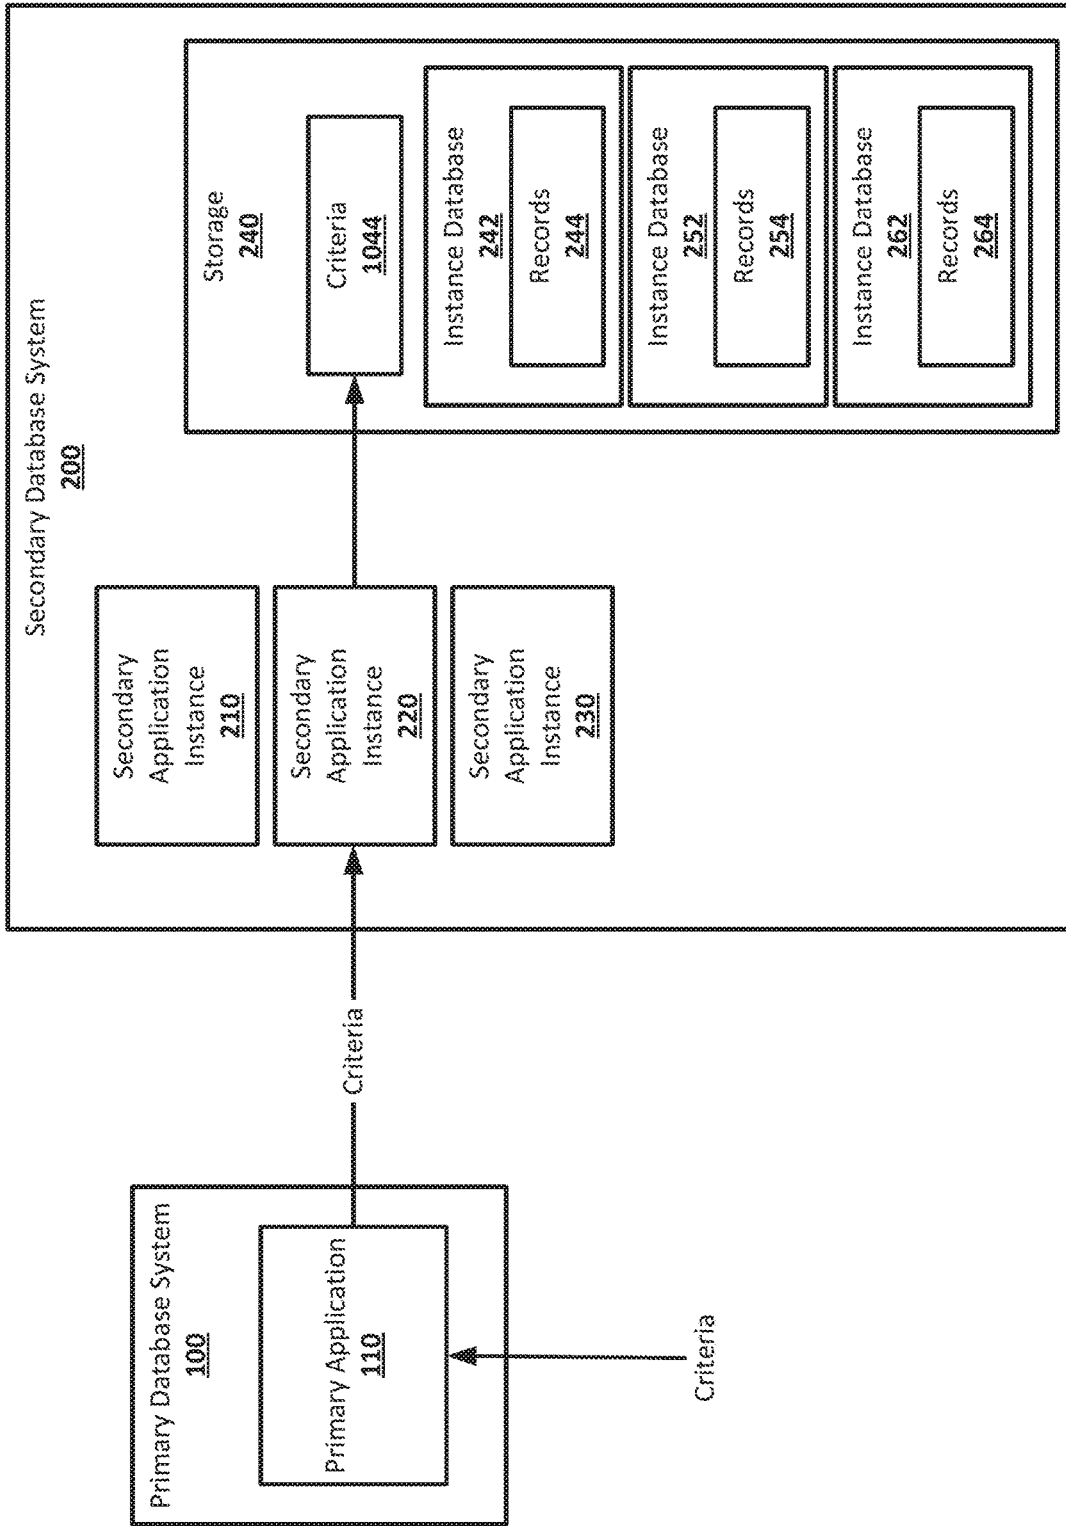 Primary Database System
100
Primary Application
110
Criteria
Criteria
Secondary Database System
200
Secondary
Application
Instance
210
Secondary
Application
Instance
220
Secondary
Application
Instance
230
Storage
240
Criteria
1044
Instance Database
242
Records
244
Instance Database
252
Records
254
Instance Database
262
Records
264